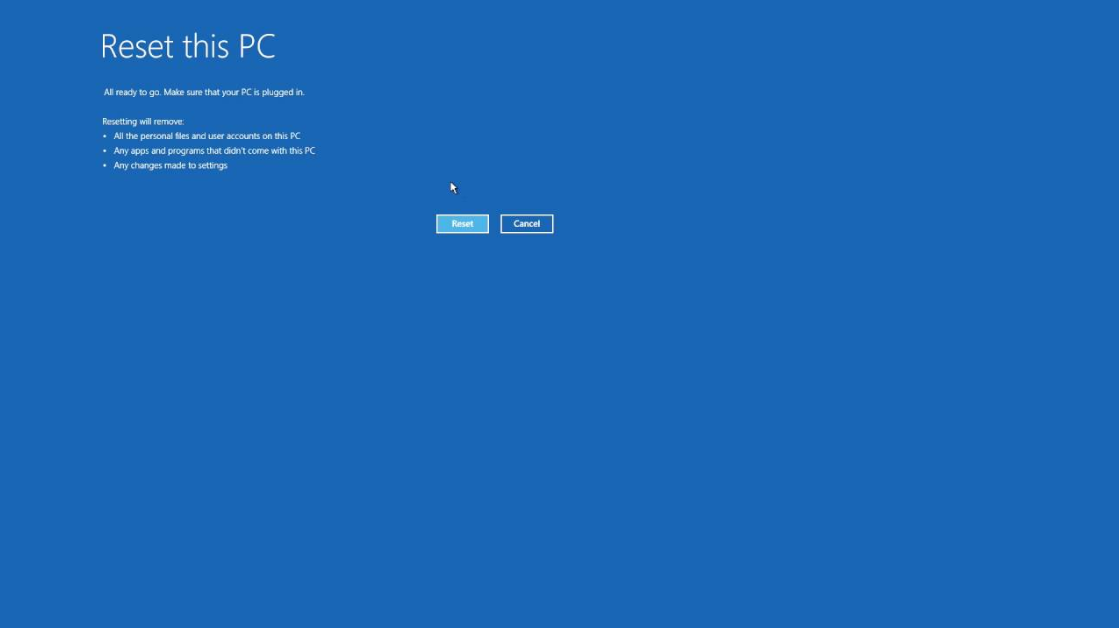 Reset this PC
All ready to go. Make sure that your PC is plugged in.
Resetting will remove:
• All the personal files and user accounts on this PC
• Any apps and programs that didn't come with this PC
• Any changes made to settings
Reset Cancel